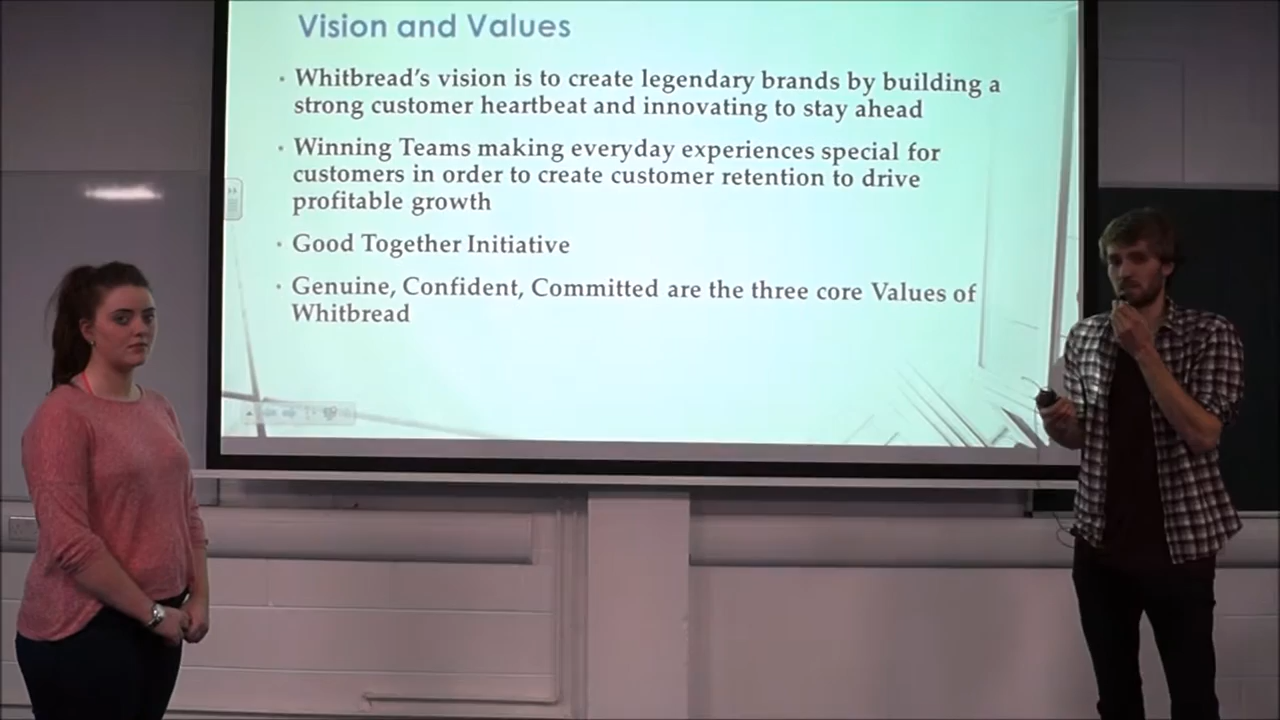 Vision and Values
• Whitbread's vision is to create legendary brands by building a
strong customer heartbeat and innovating to stay ahead
• Winning Teams making everyday experiences special for
customers in order to create customer retention to drive
profitable growth
• Good Together Initiative
• Genuine, Confident, Committed are the three core Values of
Whitbread